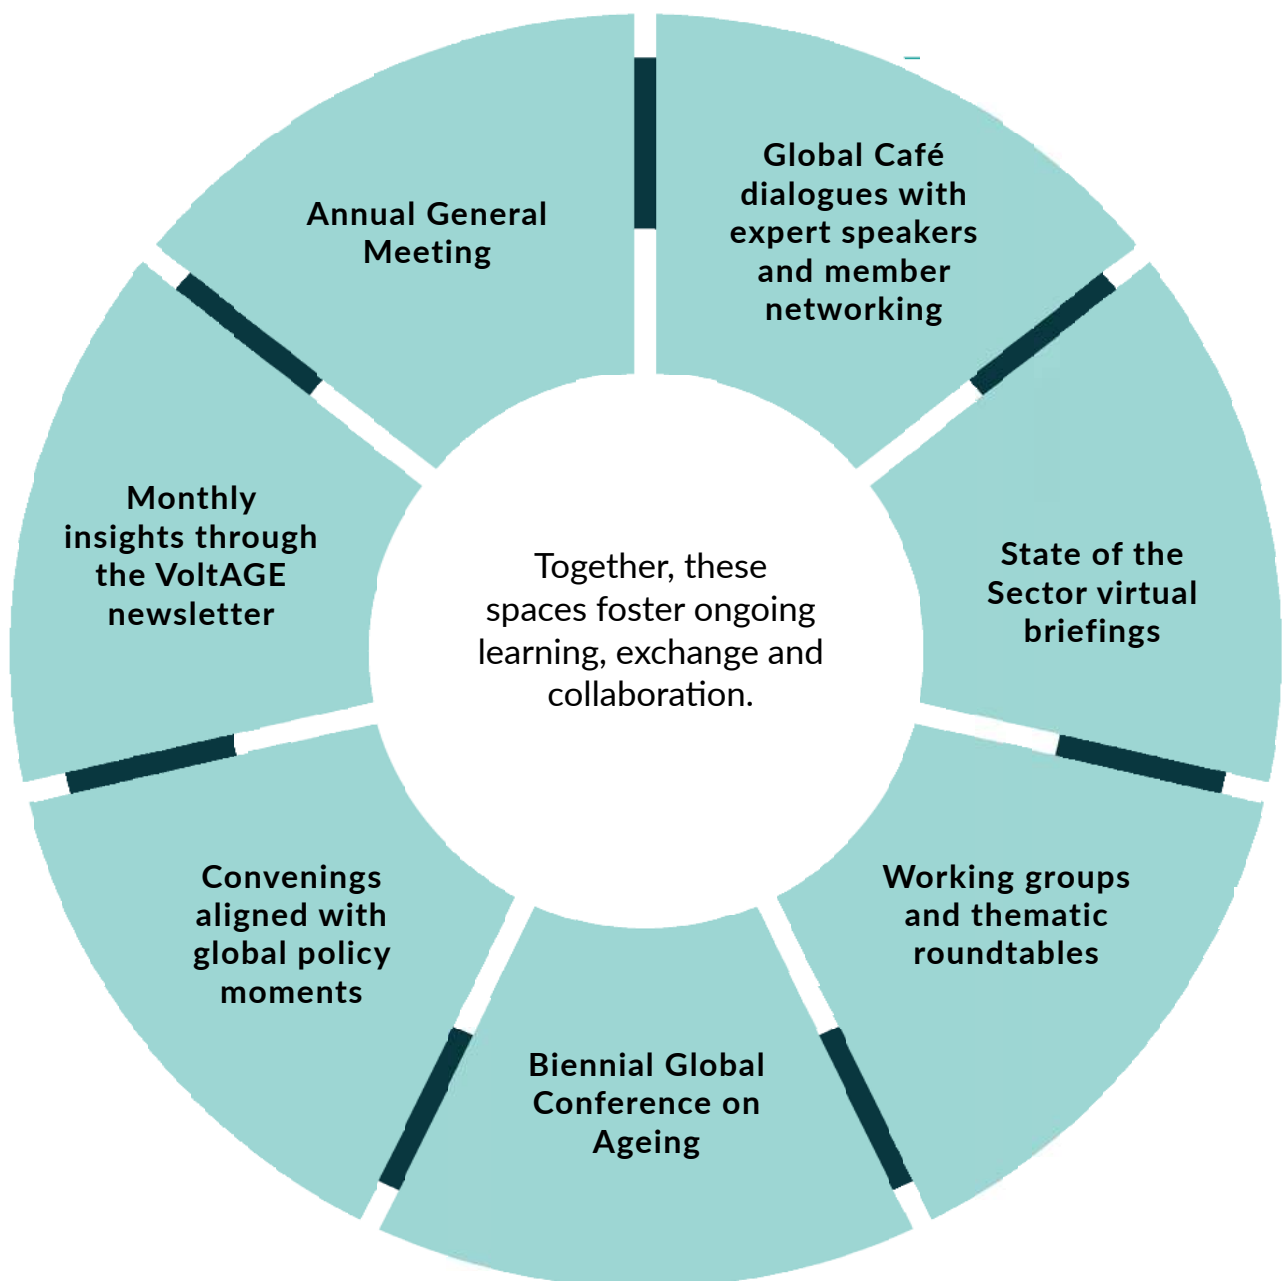 Global Café
dialogues with
expert speakers
and member
networking
State of the
Sector virtual
briefings
Working groups
and thematic
roundtables
Biennial Global
Conference on
Ageing
Convenings
aligned with
global policy
moments
Monthly
insights through
the VoltAGE
newsletter
Annual General
Meeting
Together, these
spaces foster ongoing
learning, exchange and
collaboration.